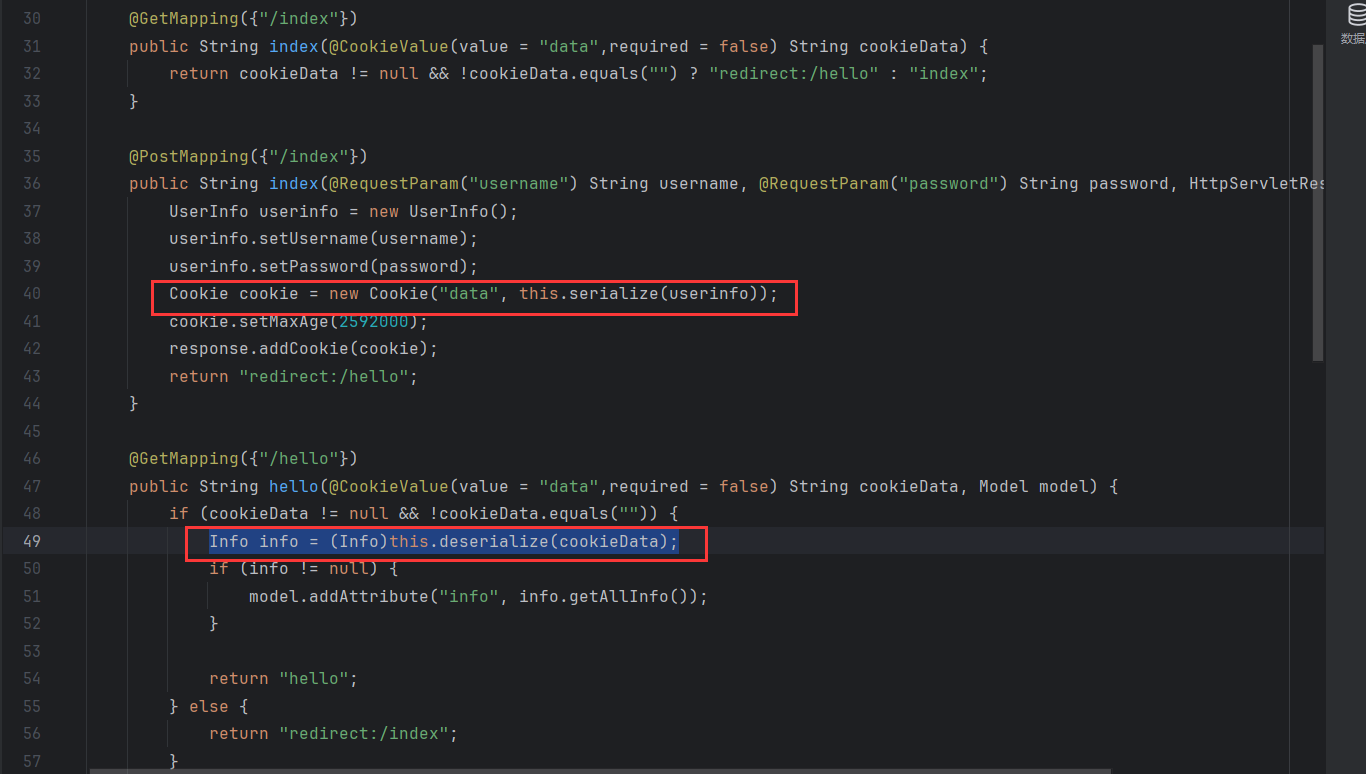 30 @GetMapping({"/index"})
31 public String index(@CookieValue(value = "data",required = false) String cookieData) {
32 return cookieData != null && !cookieData.equals("") ? "redirect:/hello" : "index";
33 }
34
35 @PostMapping({"/index"})
36 public String index(@RequestParam("username") String username, @RequestParam("password") String password, HttpServletRes
37 UserInfo userinfo = new UserInfo();
38 userinfo.setUsername(username);
39 userinfo.setPassword(password);
40 Cookie cookie = new Cookie("data", this.serialize(userinfo));
41 cookie.setMaxAge(2592000);
42 response.addCookie(cookie);
43 return "redirect:/hello";
44 }
45
46 @GetMapping({"/hello"})
47 public String hello(@CookieValue(value = "data",required = false) String cookieData, Model model) {
48 if (cookieData != null && !cookieData.equals("")) {
49 Info info = (Info)this.deserialize(cookieData);
50 if (info != null) {
51 model.addAttribute("info", info.getAllInfo());
52 }
53
54 return "hello";
55 } else {
56 return "redirect:/index";
57 }
数据